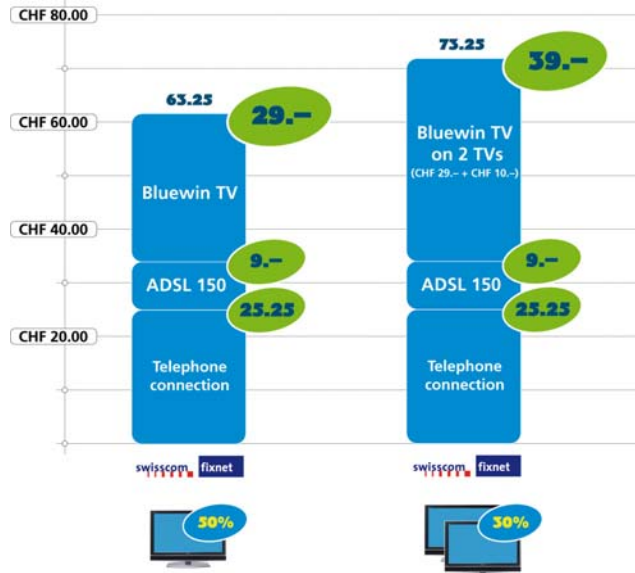 CHF 80.00
CHF 60.00
CHF 40.00
CHF 20.00
63.25
29.–
Bluewin TV
9.–
ADSL 150
25.25
Telephone
connection
swisscom fixnet
50%
73.25
39.–
Bluewin TV
on 2 TVs
(CHF 29.– + CHF 10.–)
9.–
ADSL 150
25.25
Telephone
connection
swisscom fixnet
30%